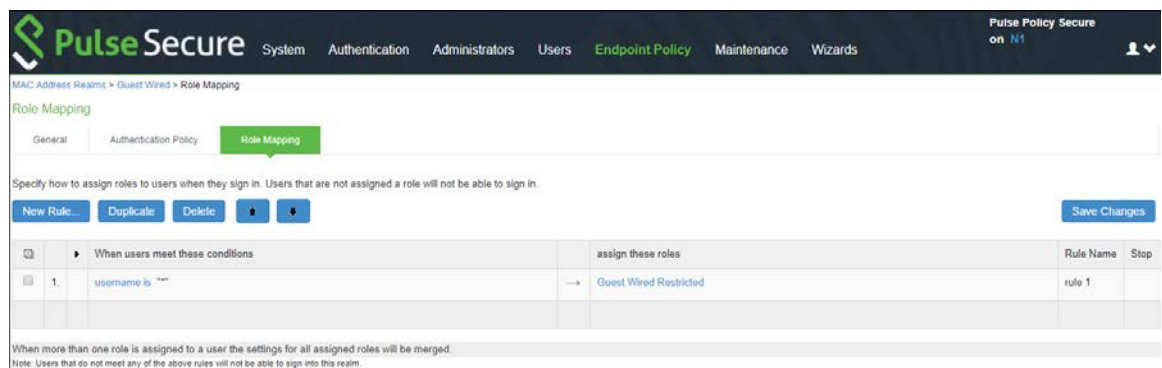 Pulse Secure
System Authentication Administrators Users Endpoint Policy Maintenance Wizards
Pulse Policy Secure
on N1
MAC Address Realms > Guest Wired > Role Mapping
Role Mapping
General Authentication Policy Role Mapping
Specify how to assign roles to users when they sign in. Users that are not assigned a role will not be able to sign in.
New Rule... Duplicate Delete Save Changes
When users meet these conditions assign these roles Rule Name Stop
1. username is "*" → Guest Wired Restricted rule 1
When more than one role is assigned to a user the settings for all assigned roles will be merged.
Note: Users that do not meet any of the above rules will not be able to sign into this realm.